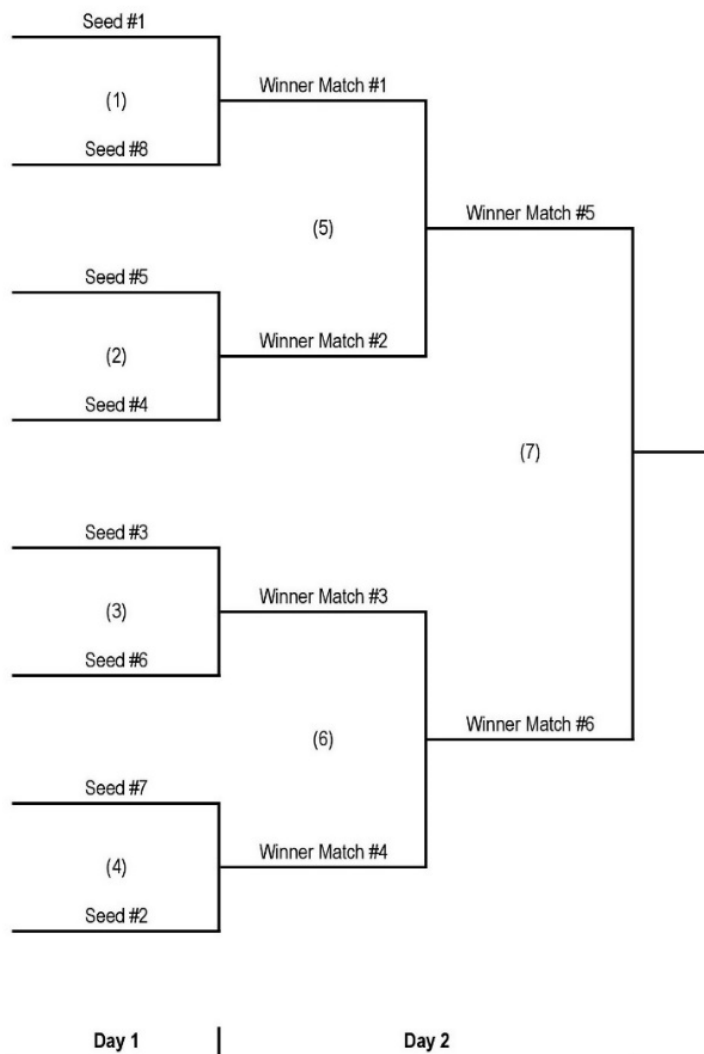 Seed #1
Winner Match #1
(1)
Seed #8
Winner Match #5
(5)
Seed #5
Winner Match #2
(2)
Seed #4
(7)
Seed #3
Winner Match #3
(3)
Seed #6
Winner Match #6
(6)
Seed #7
Winner Match #4
(4)
Seed #2
Day 1
Day 2